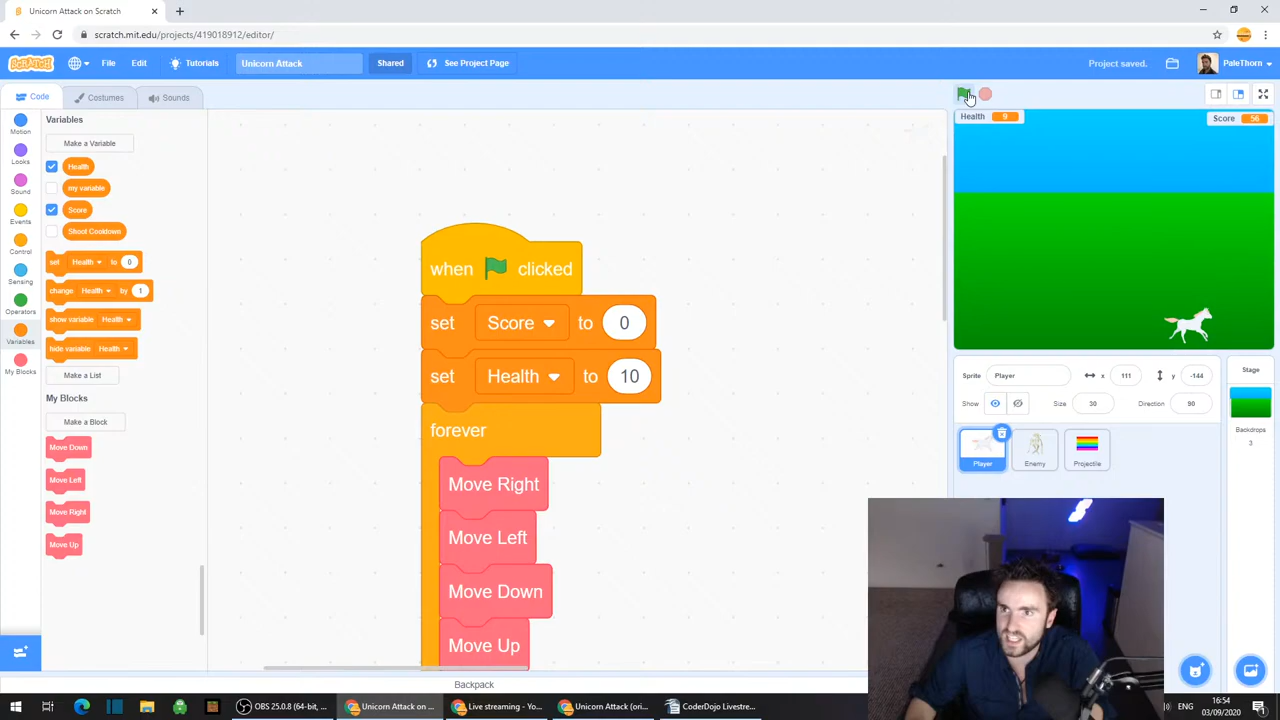 Unicorn Attack on Scratch
scratch.mit.edu/projects/419018912/editor/
SCRATCH
File
Edit
Tutorials
Unicorn Attack
Shared
See Project Page
Project saved.
PaleThorn
Code
Costumes
Sounds
Motion
Looks
Sound
Events
Control
Sensing
Operators
Variables
My Blocks
Variables
Make a Variable
Health
my variable
Score
Shoot Cooldown
set Health to 0
change Health by 1
show variable Health
hide variable Health
Make a List
My Blocks
Make a Block
Move Down
Move Left
Move Right
Move Up
when clicked
set Score to 0
set Health to 10
forever
Move Right
Move Left
Move Down
Move Up
Health 9
Score 56
Sprite Player x 111 y -144
Show Size 30 Direction 90
Player
Enemy
Projectile
Stage
Backdrops
3
Backpack
OBS 25.0.8 (64-bit, ...
Unicorn Attack on ...
Live streaming - Yo...
Unicorn Attack (ori...
CoderDojo Livestre...
16:54
03/09/2020